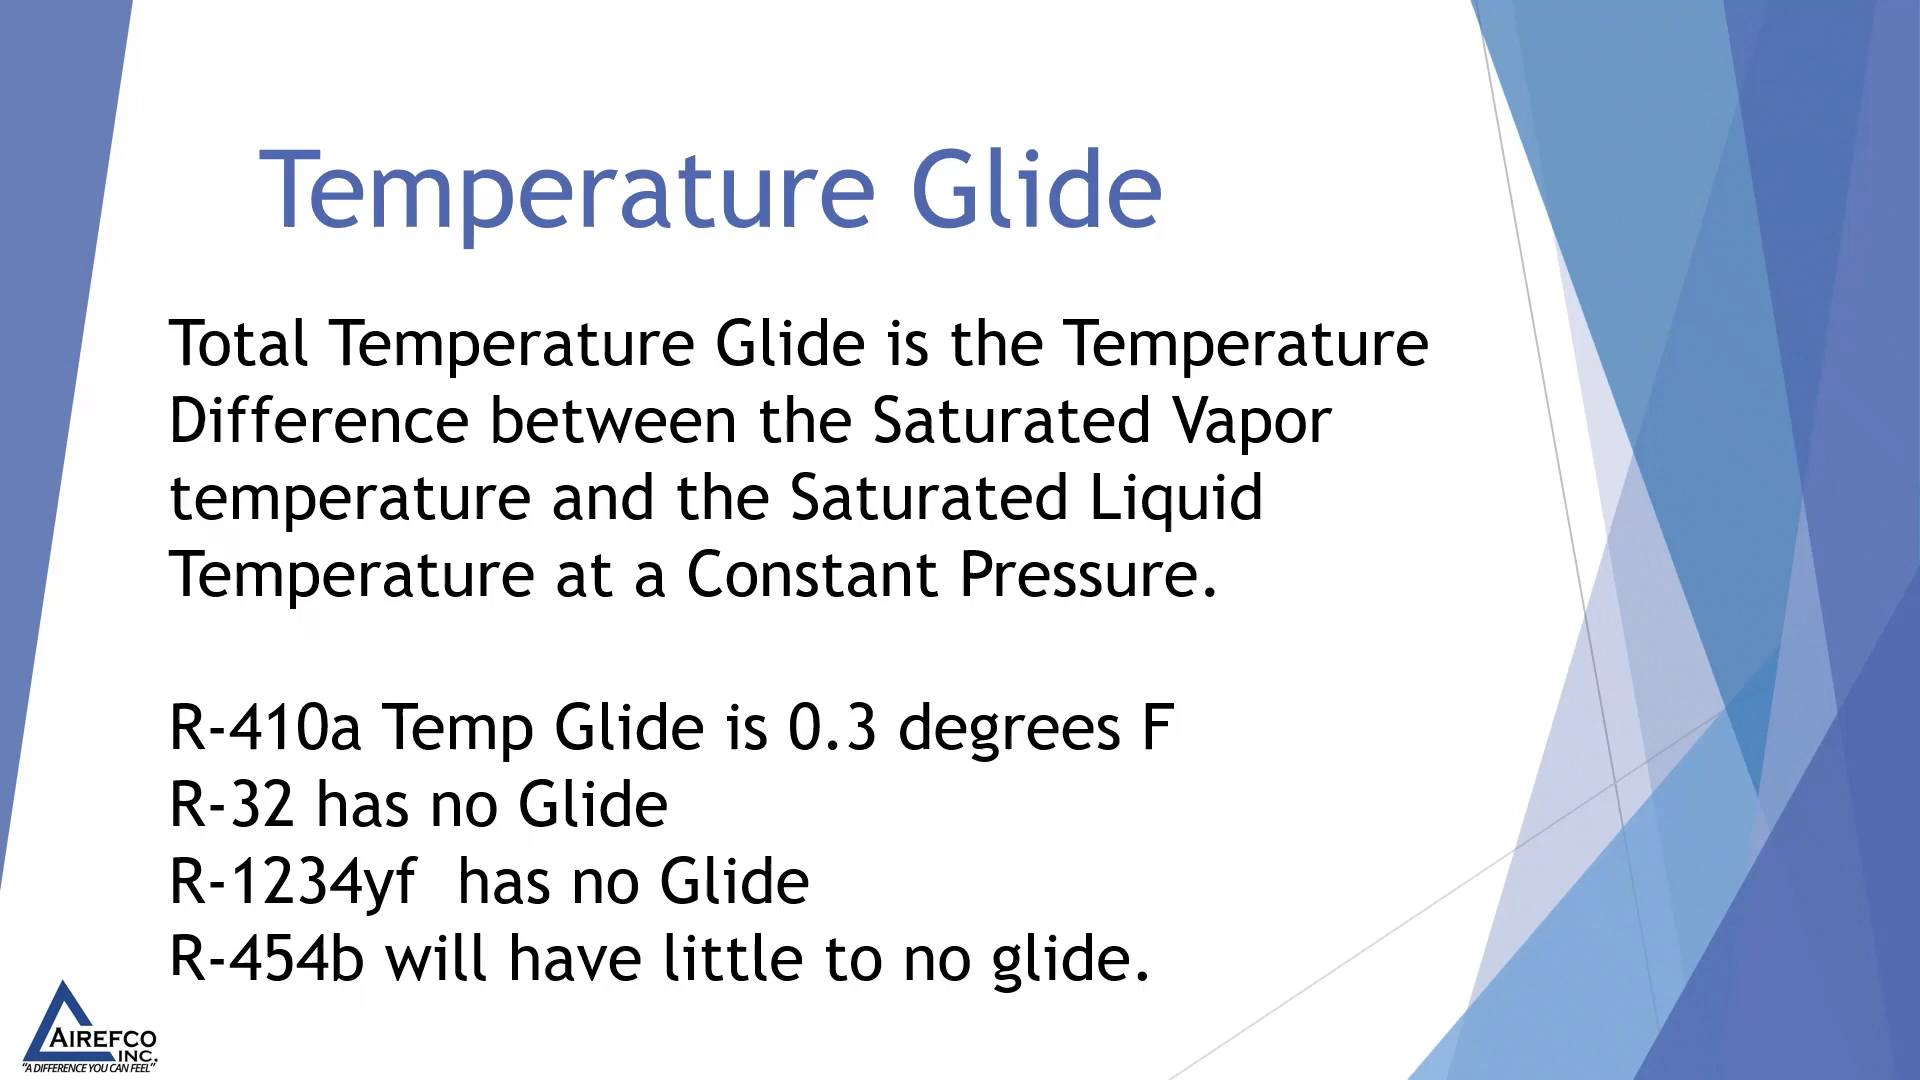 Temperature Glide
Total Temperature Glide is the Temperature
Difference between the Saturated Vapor
temperature and the Saturated Liquid
Temperature at a Constant Pressure.
R-410a Temp Glide is 0.3 degrees F
R-32 has no Glide
R-1234yf  has no Glide
R-454b will have little to no glide.
AIREFCO
INC.
"A DIFFERENCE YOU CAN FEEL"